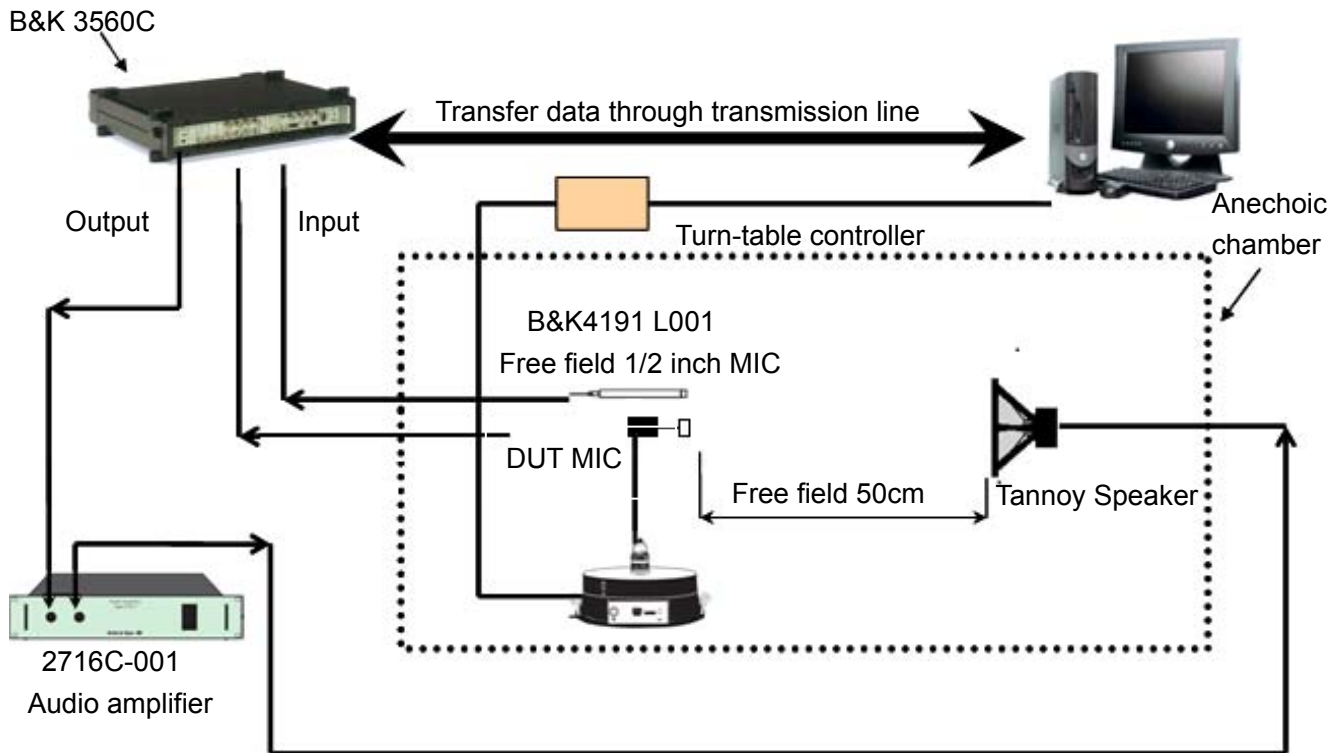 B&K 3560C
Transfer data through transmission line
Output
Input
Turn-table controller
Anechoic
chamber
B&K4191 L001
Free field 1/2 inch MIC
DUT MIC
Free field 50cm
Tannoy Speaker
2716C-001
Audio amplifier